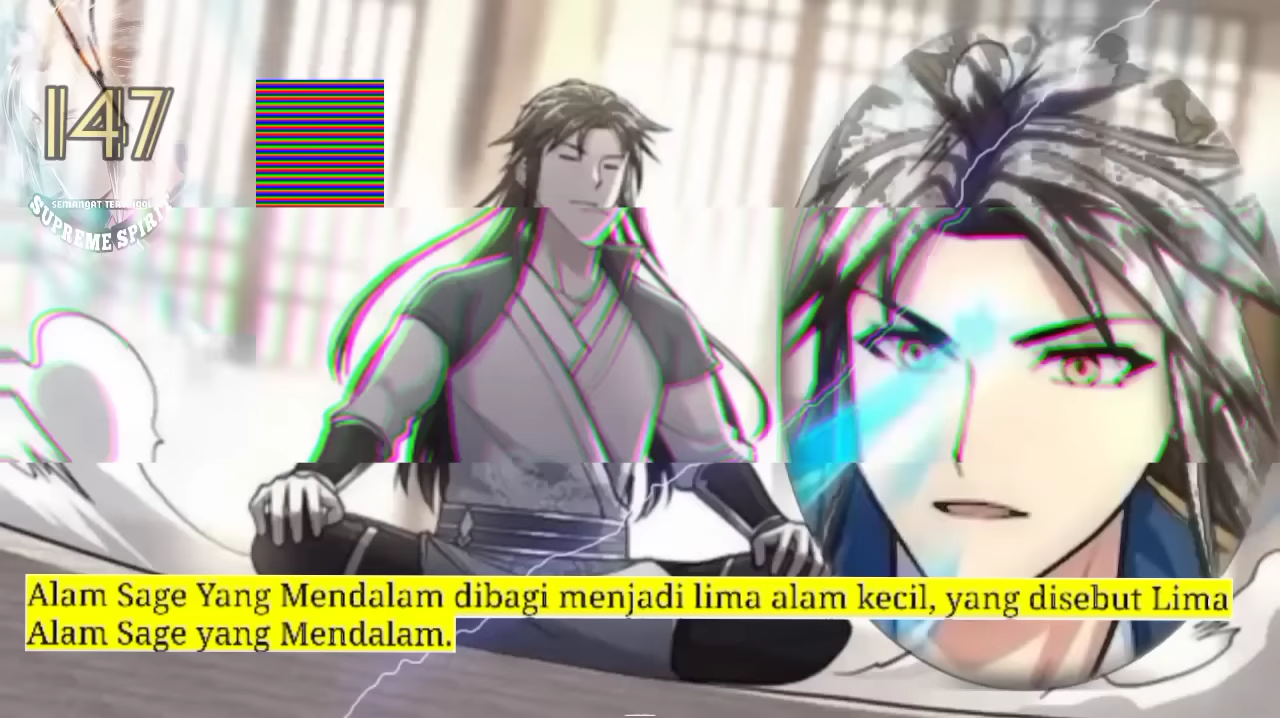 147
SUPREME SPIRIT
Alam Sage Yang Mendalam dibagi menjadi lima alam kecil, yang disebut Lima
Alam Sage yang Mendalam.